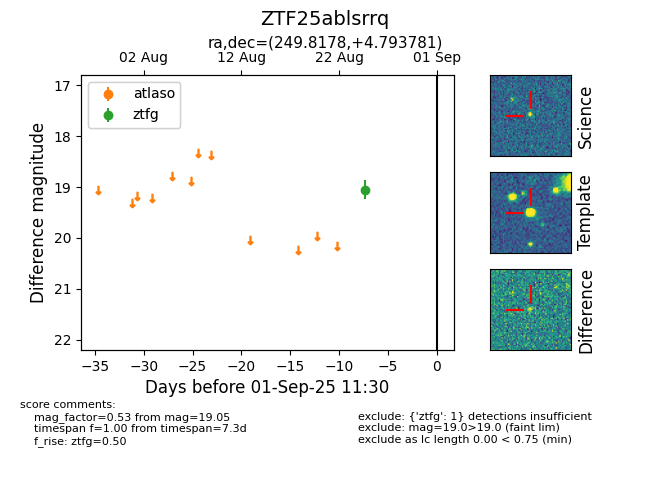 ZTF25ablsrrq
ra,dec=(249.8178,+4.793781)
02 Aug 12 Aug 22 Aug 01 Sep
atlaso
ztfg
17
18
19
20
21
22
Difference magnitude
−35 −30 −25 −20 −15 −10 −5 0
Days before 01-Sep-25 11:30
Science
Template
Difference
score comments:
mag_factor=0.53 from mag=19.05
timespan f=1.00 from timespan=7.3d
f_rise: ztfg=0.50
exclude: {'ztfg': 1} detections insufficient
exclude: mag=19.0>19.0 (faint lim)
exclude as lc length 0.00 < 0.75 (min)